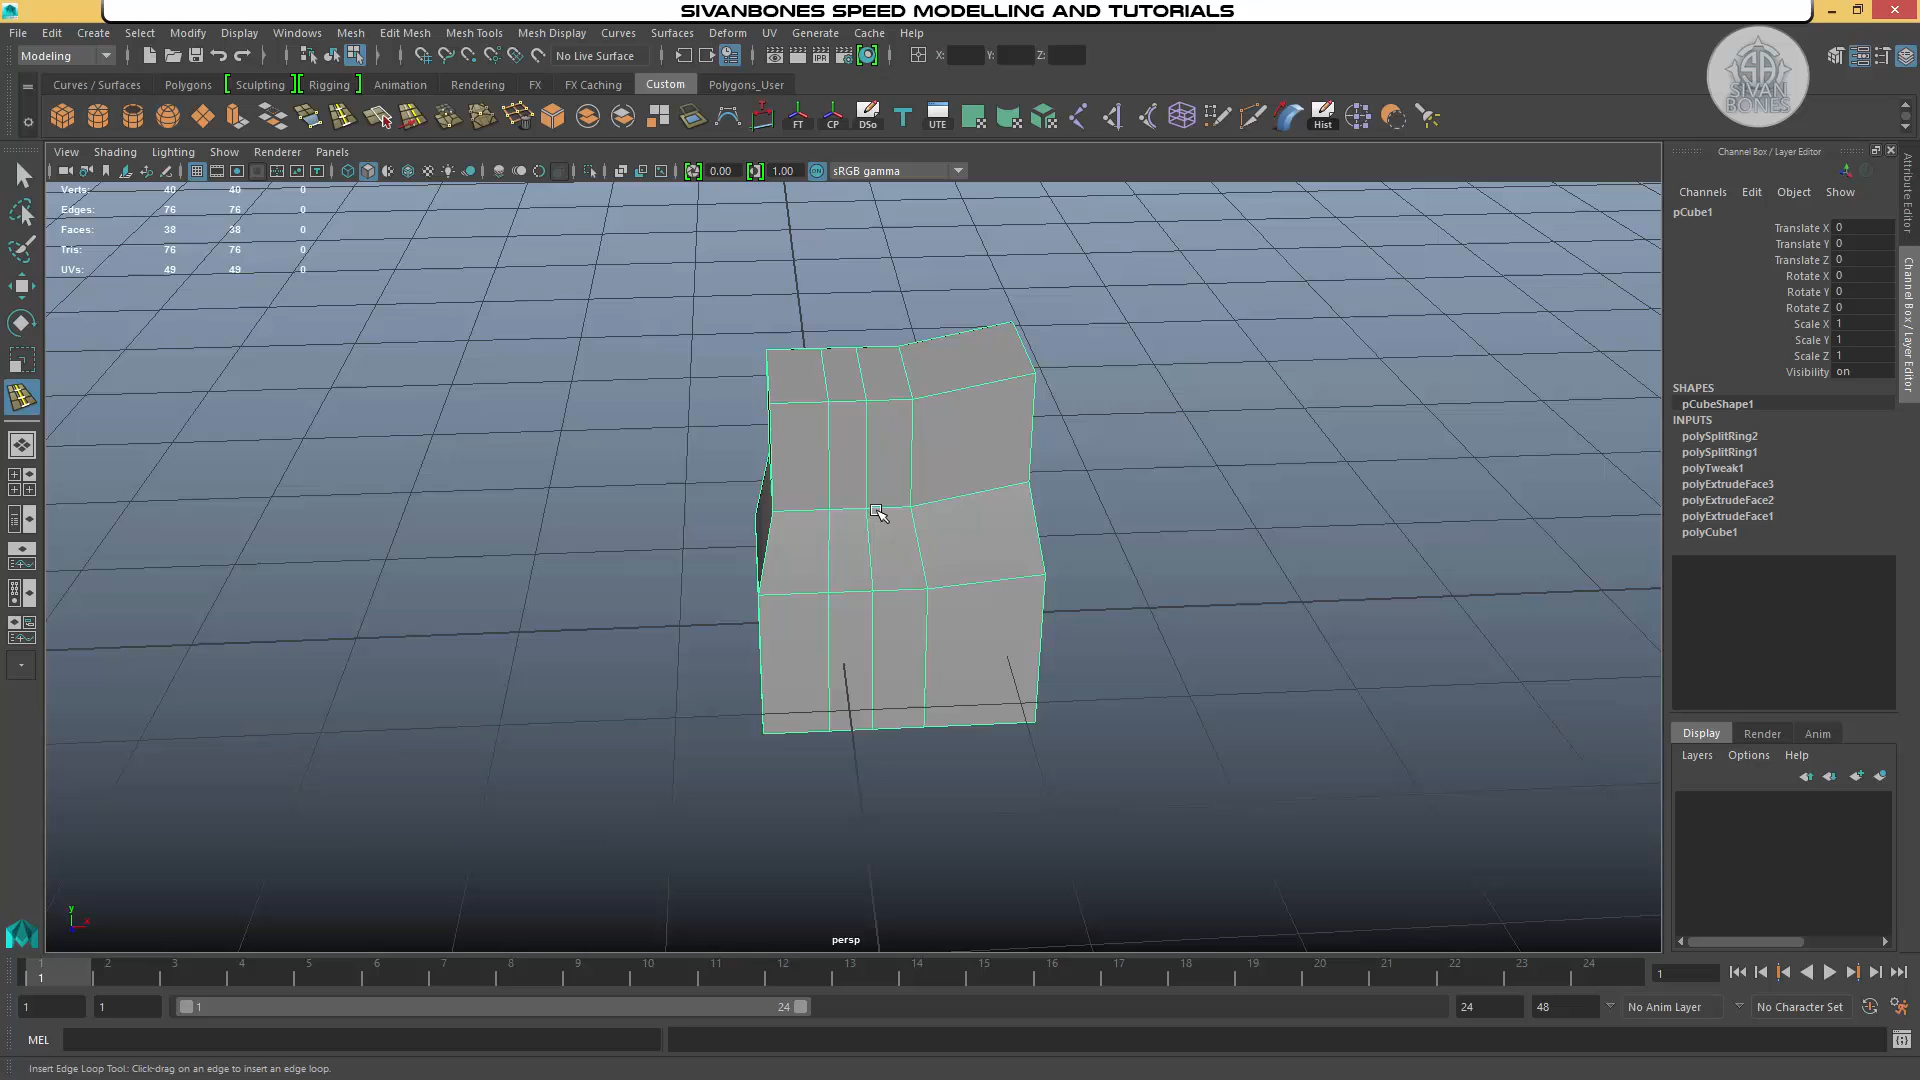 SIVANBONES SPEED MODELLING AND TUTORIALS
File Edit Create Select Modify Display Windows Mesh Edit Mesh Mesh Tools Mesh Display Curves Surfaces Deform UV Generate Cache Help
Modeling No Live Surface X: Y: Z:
SIVAN BONES
Curves / Surfaces Polygons Sculpting Rigging Animation Rendering FX FX Caching Custom Polygons_User
FT CP DSo UTE Hist
View Shading Lighting Show Renderer Panels
0.00 1.00 sRGB gamma
Verts: 40 40 0
Edges: 76 76 0
Faces: 38 38 0
Tris: 76 76 0
UVs: 49 49 0
persp
y x
Channel Box / Layer Editor
Channels Edit Object Show
pCube1
Translate X 0
Translate Y 0
Translate Z 0
Rotate X 0
Rotate Y 0
Rotate Z 0
Scale X 1
Scale Y 1
Scale Z 1
Visibility on
SHAPES
pCubeShape1
INPUTS
polySplitRing2
polySplitRing1
polyTweak1
polyExtrudeFace3
polyExtrudeFace2
polyExtrudeFace1
polyCube1
Attribute Editor
Channel Box / Layer Editor
Display Render Anim
Layers Options Help
1 2 3 4 5 6 7 8 9 10 11 12 13 14 15 16 17 18 19 20 21 22 23 24
1 1
1 1 1 24 24 48 No Anim Layer No Character Set
MEL
Insert Edge Loop Tool: Click-drag on an edge to insert an edge loop.